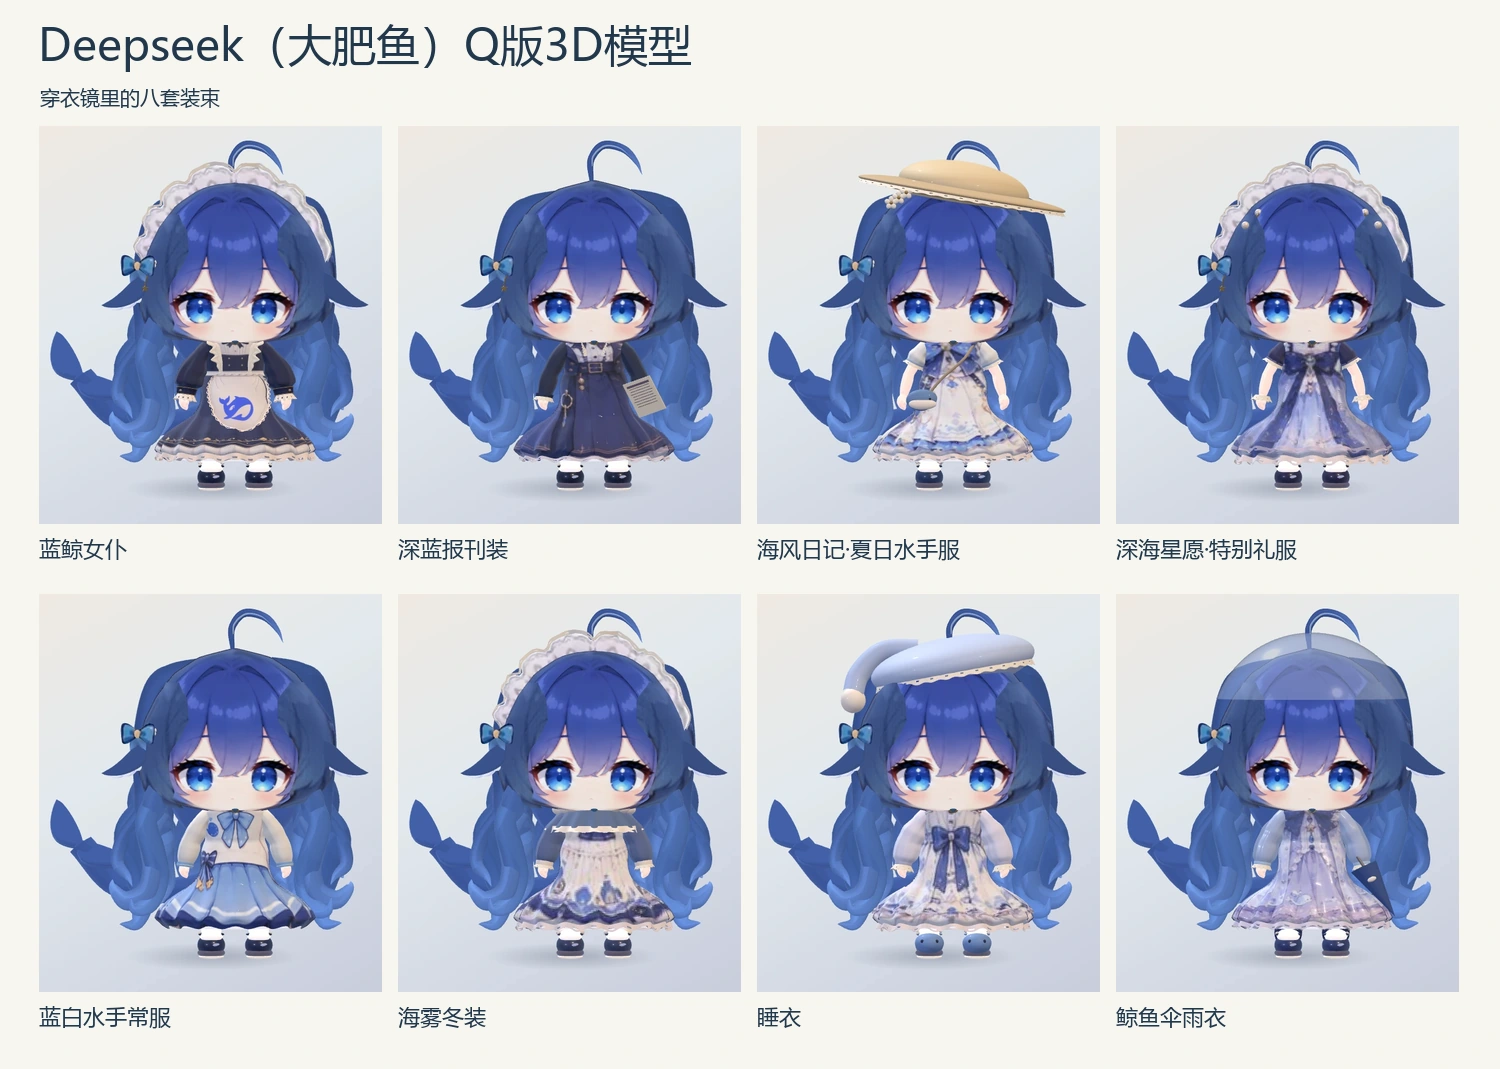 Deepseek（大肥鱼）Q版3D模型
穿衣镜里的八套装束
蓝鲸女仆
深蓝报刊装
海风日记·夏日水手服
深海星愿·特别礼服
蓝白水手常服
海雾冬装
睡衣
鲸鱼伞雨衣